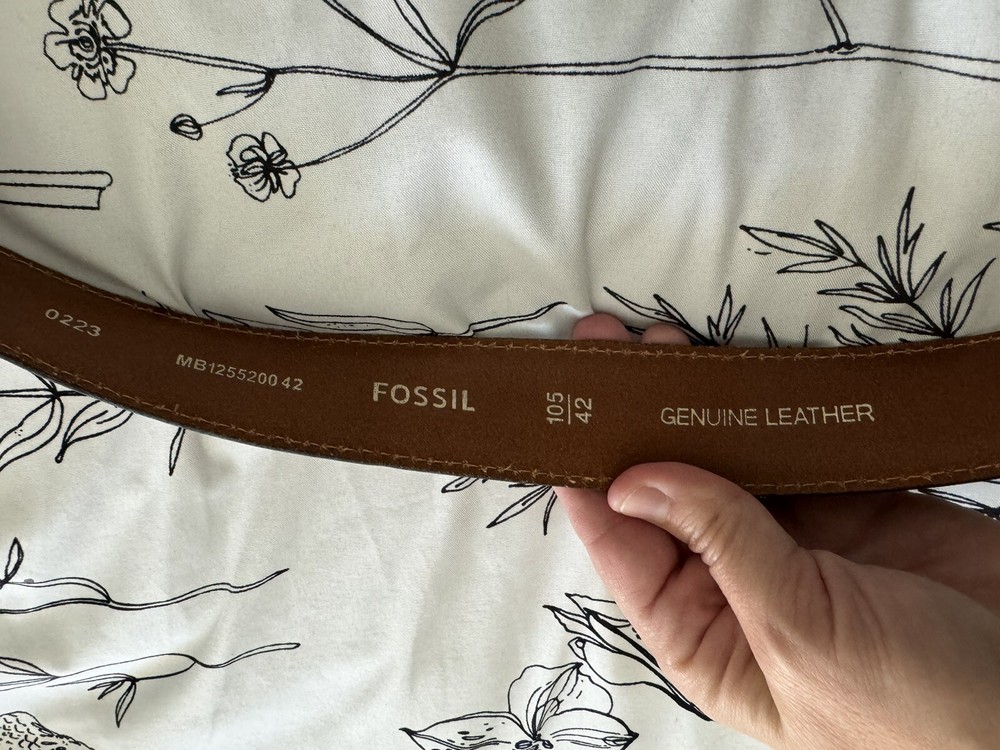 0223
MB125520042
FOSSIL
105
42
GENUINE LEATHER